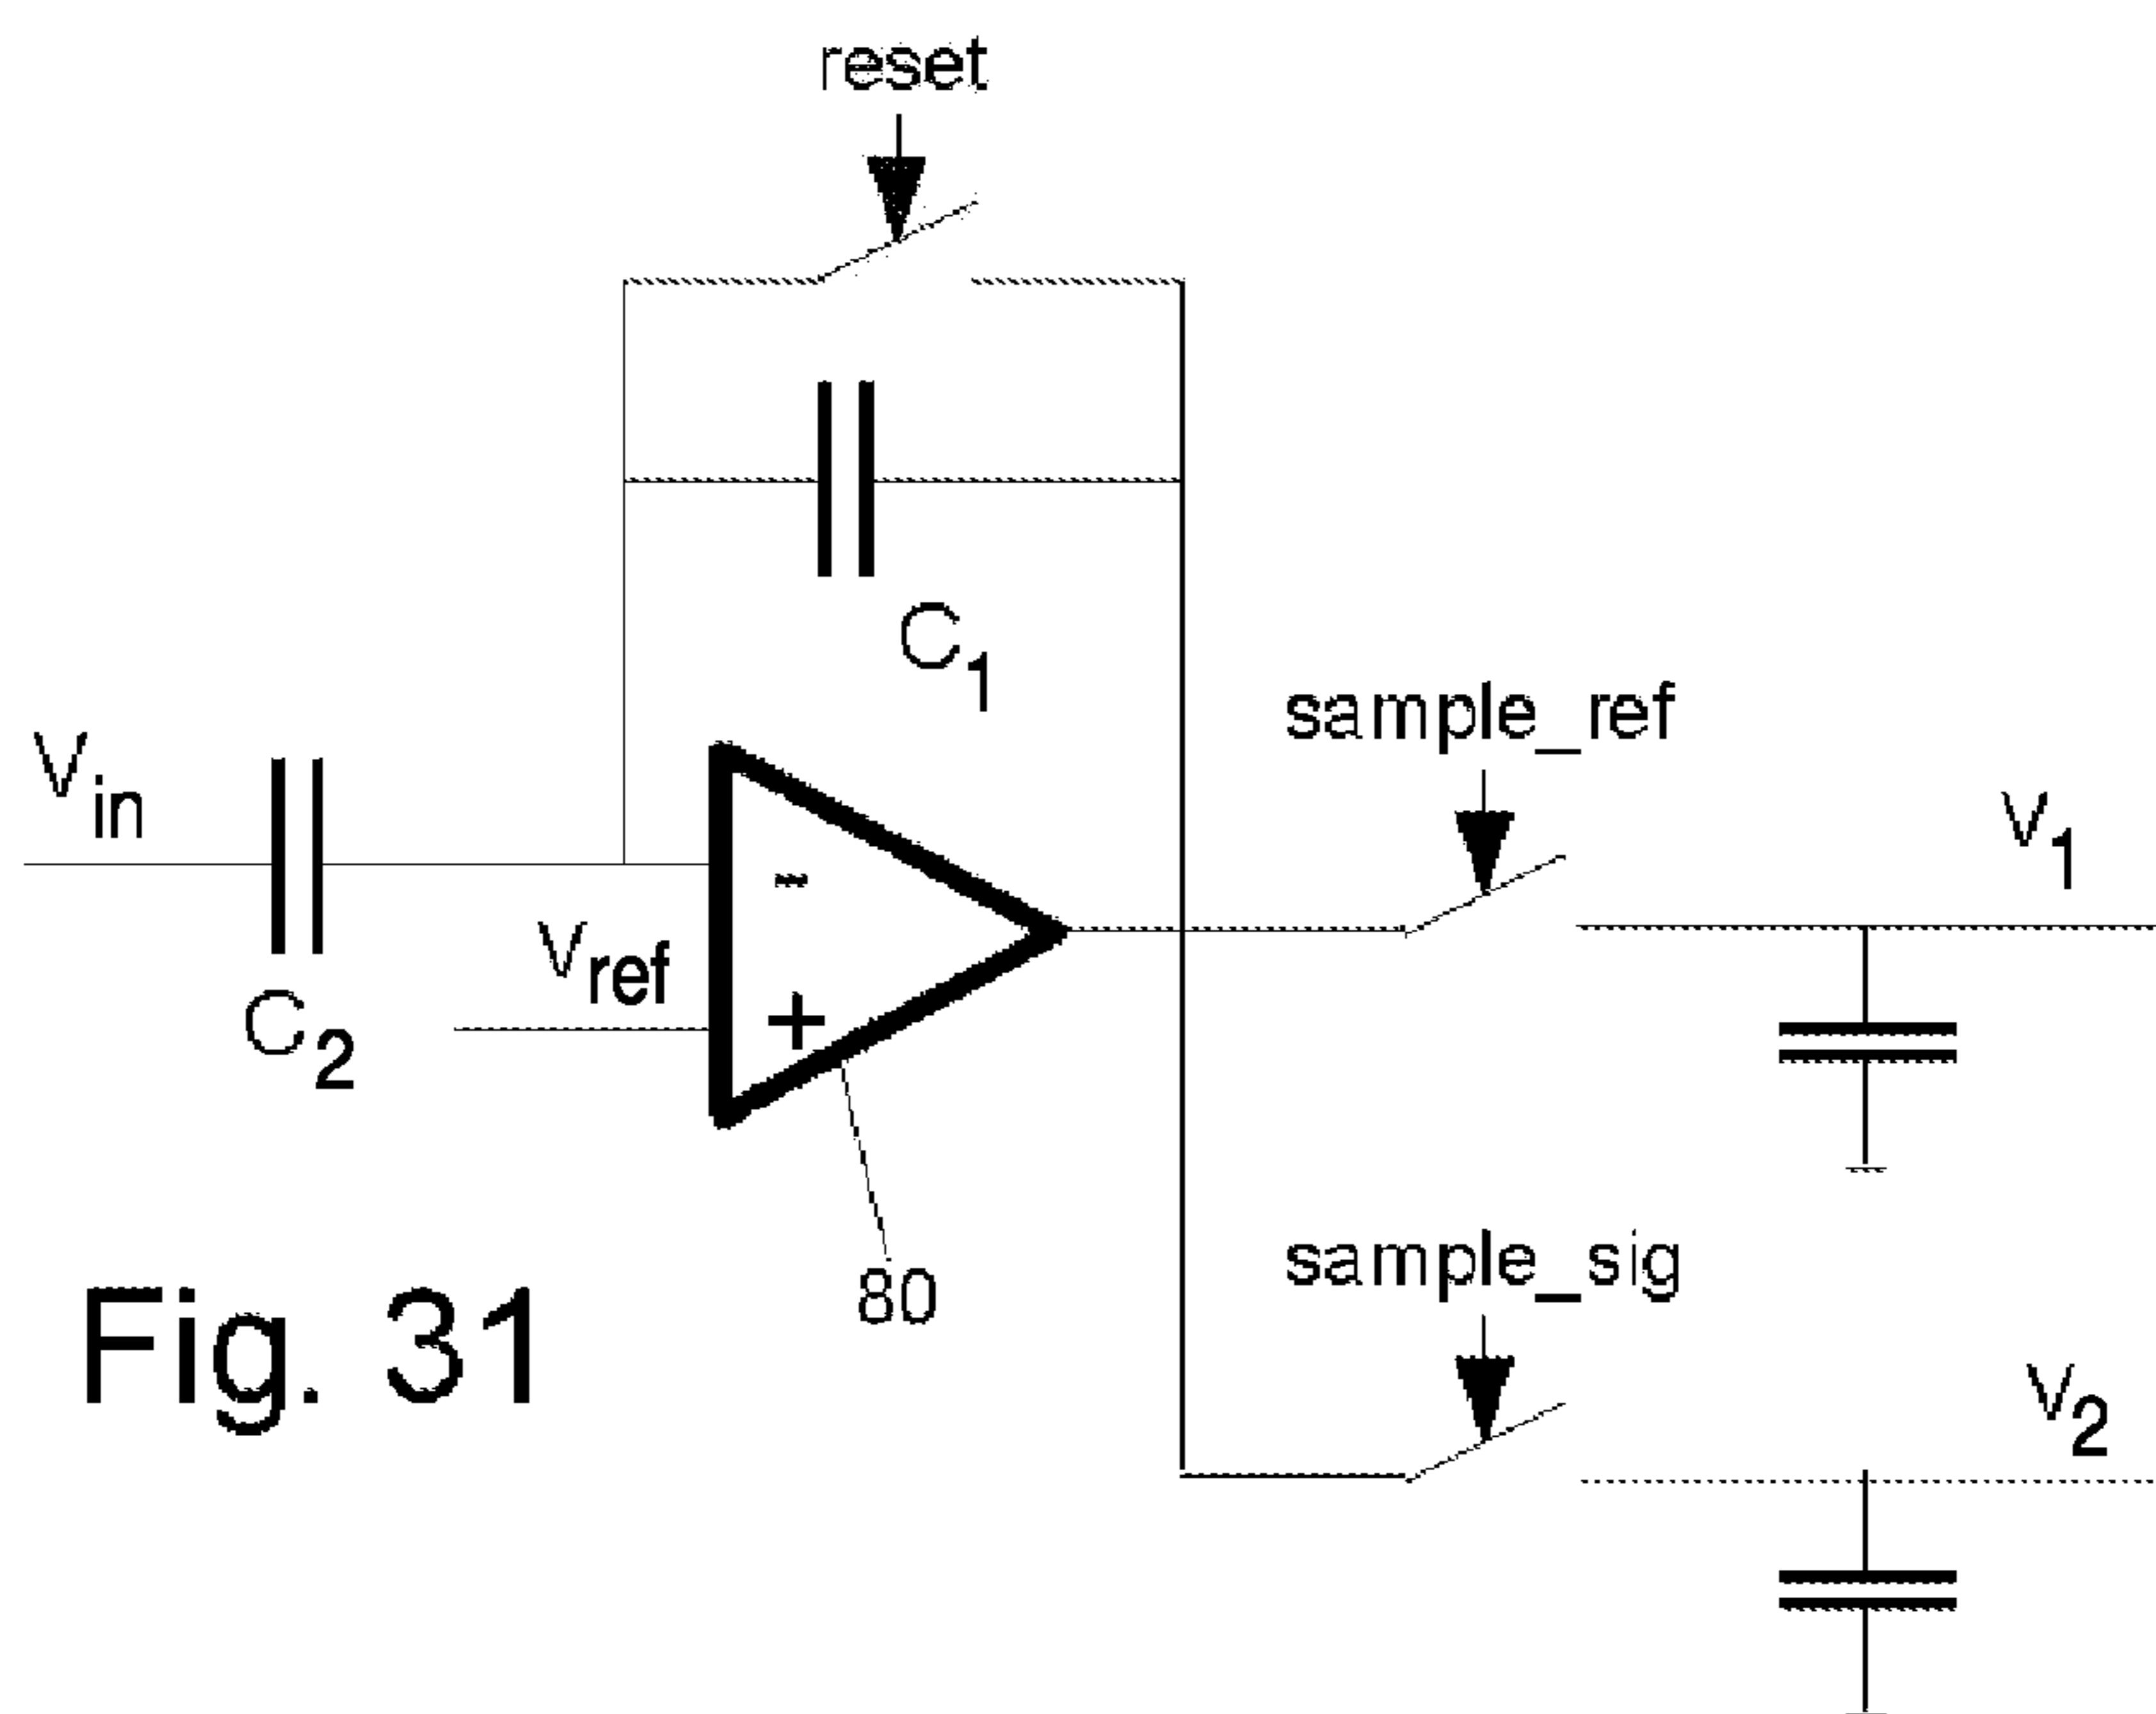 reset
C1
sample_ref
Vin
V1
-
Vref
C2
+
sample_sig
80
Fig. 31
V2